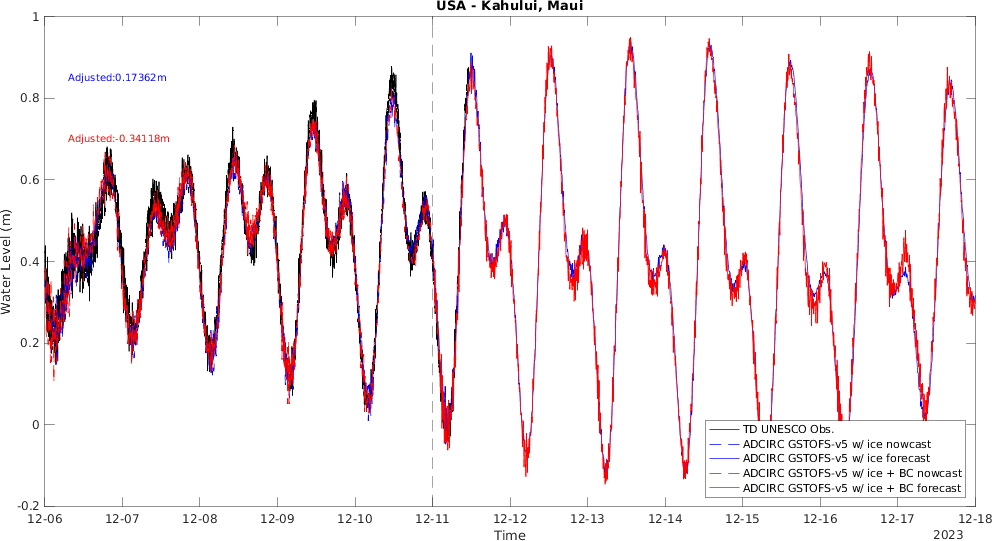 USA - Kahului, Maui
1
0.8
0.6
0.4
0.2
0
-0.2
Water Level (m)
Adjusted:0.17362m
Adjusted:-0.34118m
TD UNESCO Obs.
ADCIRC GSTOFS-v5 w/ ice nowcast
ADCIRC GSTOFS-v5 w/ ice forecast
ADCIRC GSTOFS-v5 w/ ice + BC nowcast
ADCIRC GSTOFS-v5 w/ ice + BC forecast
12-06 12-07 12-08 12-09 12-10 12-11 12-12 12-13 12-14 12-15 12-16 12-17 12-18
Time
2023